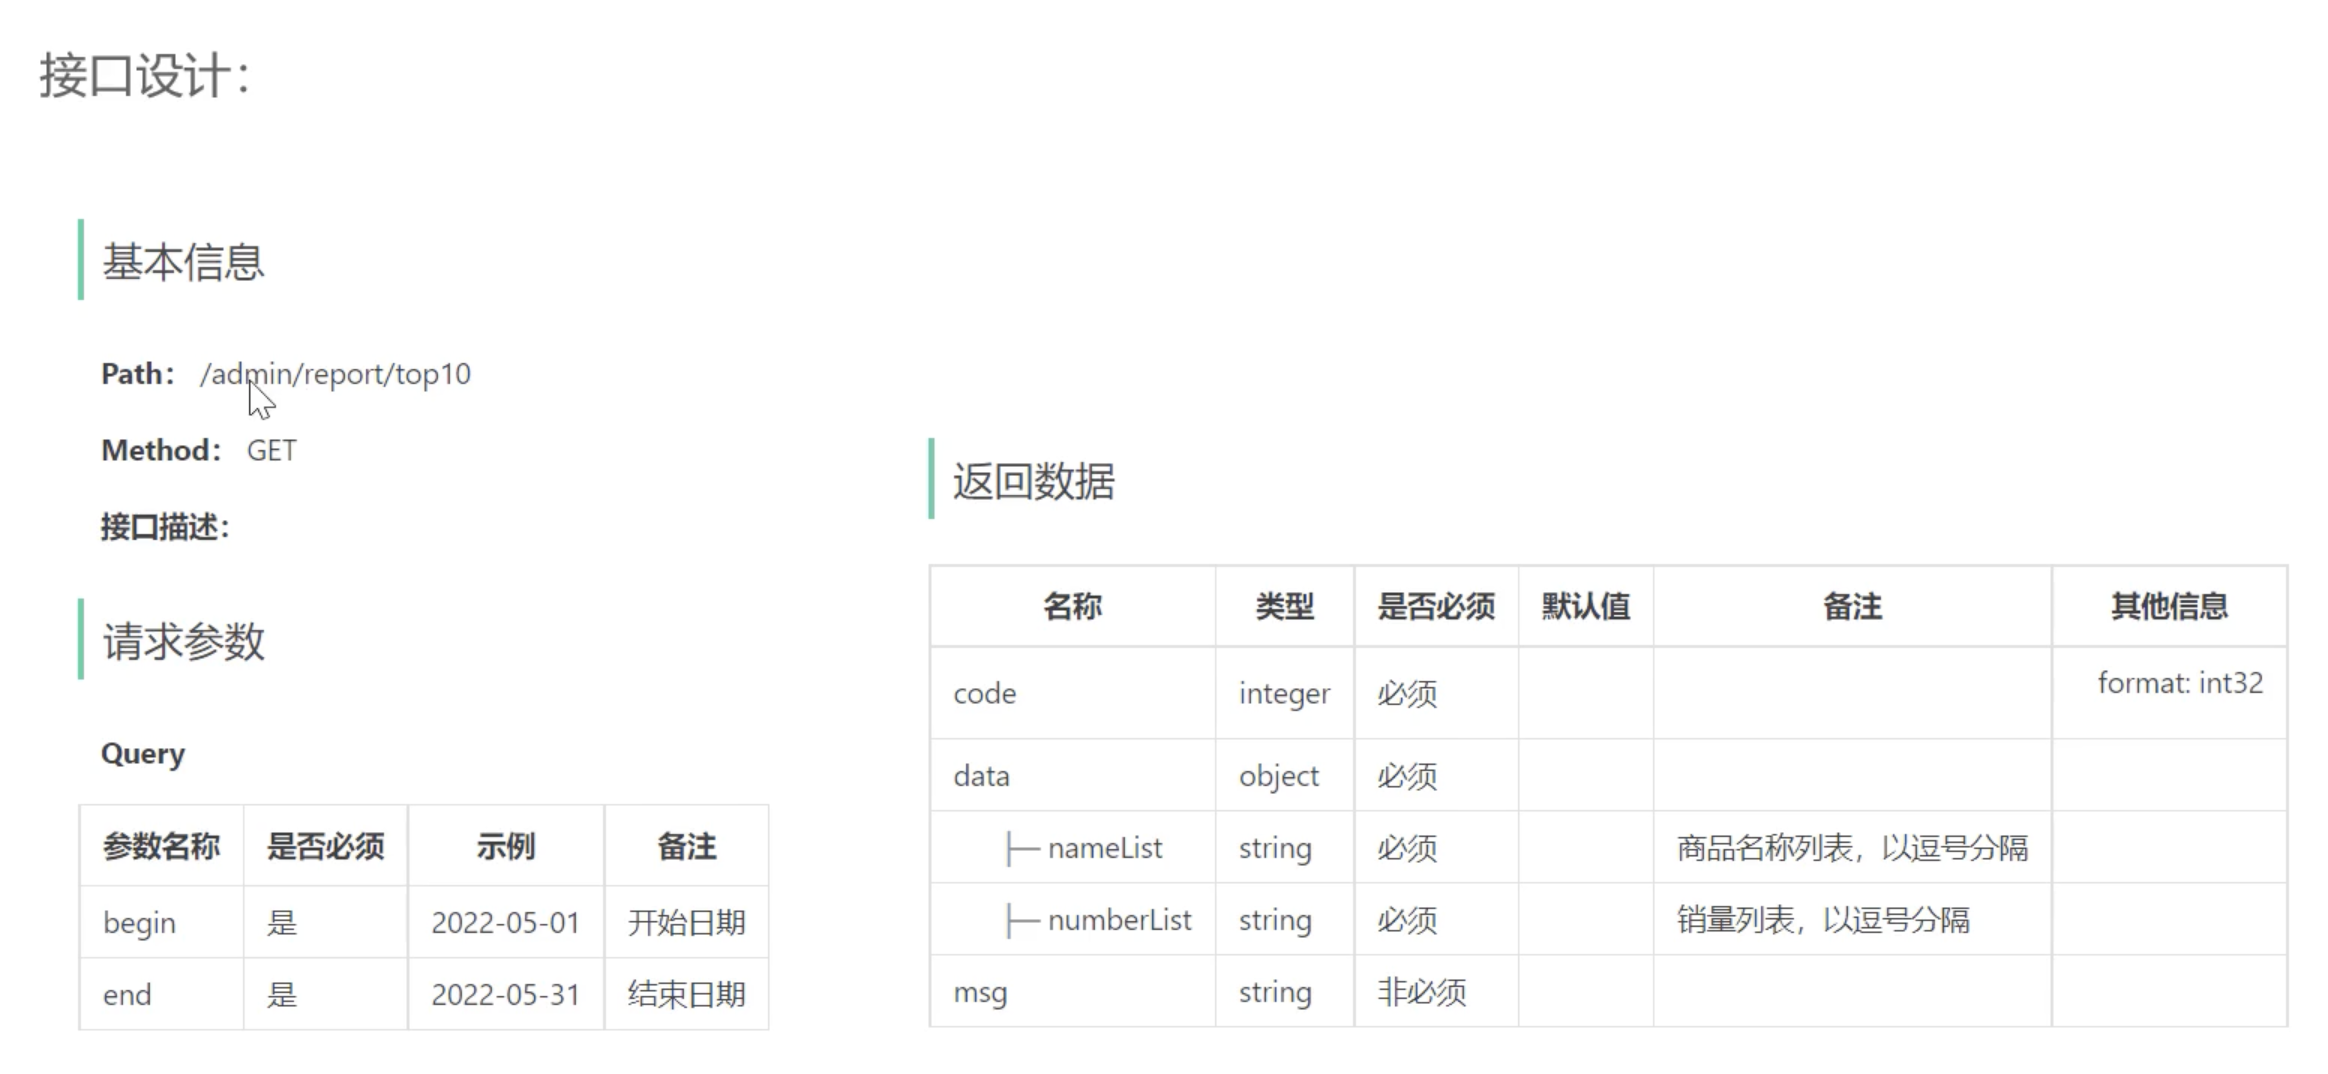 接口设计：
基本信息
Path： /admin/report/top10
Method： GET
接口描述：
请求参数
Query
参数名称 是否必须 示例 备注
begin 是 2022-05-01 开始日期
end 是 2022-05-31 结束日期
返回数据
名称 类型 是否必须 默认值 备注 其他信息
code integer 必须 format: int32
data object 必须
├─ nameList string 必须 商品名称列表，以逗号分隔
├─ numberList string 必须 销量列表，以逗号分隔
msg string 非必须